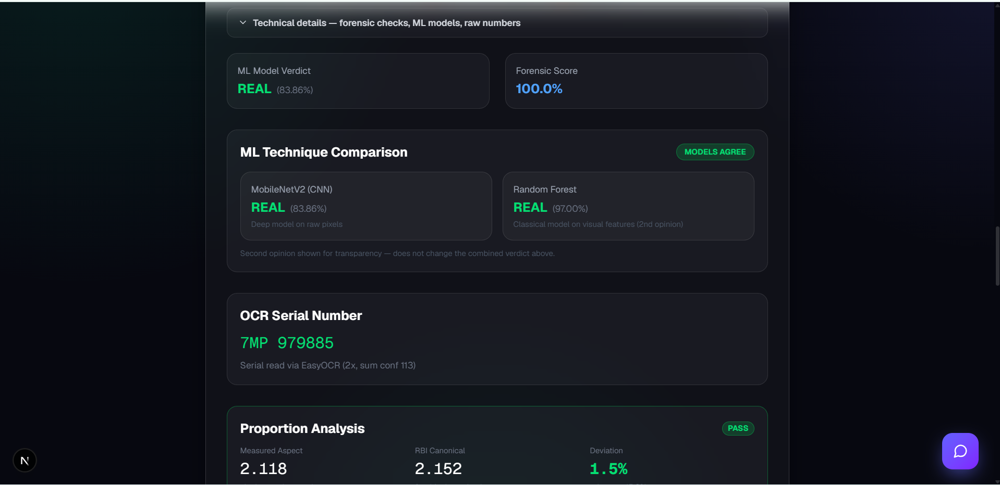 Technical details — forensic checks, ML models, raw numbers
ML Model Verdict
REAL (83.86%)
Forensic Score
100.0%
ML Technique Comparison
MODELS AGREE
MobileNetV2 (CNN)
REAL (83.86%)
Deep model on raw pixels
Random Forest
REAL (97.00%)
Classical model on visual features (2nd opinion)
Second opinion shown for transparency — does not change the combined verdict above.
OCR Serial Number
7MP 979885
Serial read via EasyOCR (2x, sum conf 113)
Proportion Analysis
PASS
Measured Aspect
2.118
RBI Canonical
2.152
Deviation
1.5%
N